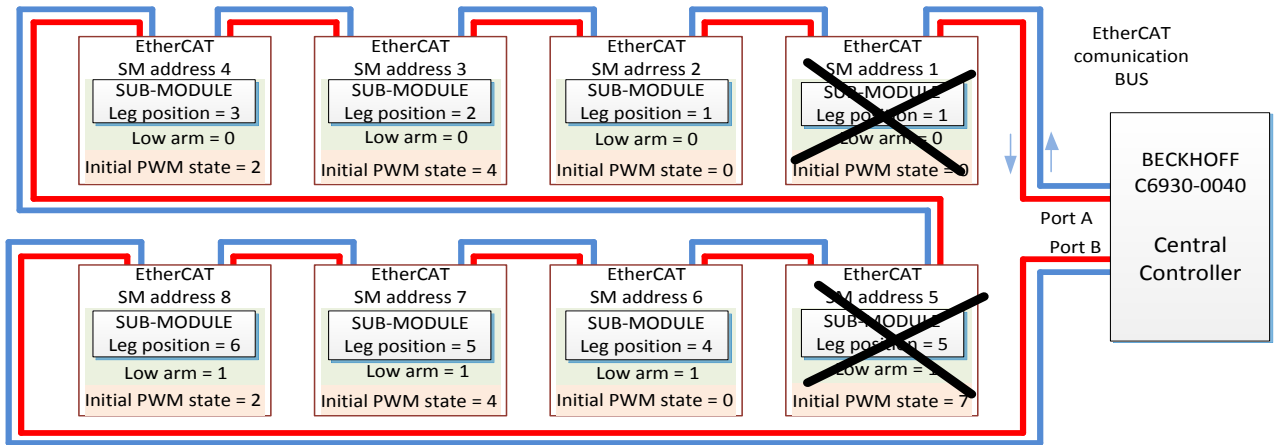 EtherCAT
SM address 4
SUB-MODULE
Leg position = 3
Low arm = 0
Initial PWM state = 2
EtherCAT
SM address 3
SUB-MODULE
Leg position = 2
Low arm = 0
Initial PWM state = 4
EtherCAT
SM addrress 2
SUB-MODULE
Leg position = 1
Low arm = 0
Initial PWM state = 0
EtherCAT
SM address 1
SUB-MODULE
Leg position = 1
Low arm = 0
Initial PWM state = 0
EtherCAT
comunication
BUS
BECKHOFF
C6930-0040
Central
Controller
Port A
Port B
EtherCAT
SM address 8
SUB-MODULE
Leg position = 6
Low arm = 1
Initial PWM state = 2
EtherCAT
SM address 7
SUB-MODULE
Leg position = 5
Low arm = 1
Initial PWM state = 4
EtherCAT
SM address 6
SUB-MODULE
Leg position = 4
Low arm = 1
Initial PWM state = 0
EtherCAT
SM address 5
SUB-MODULE
Leg position = 5
Low arm = 1
Initial PWM state = 7